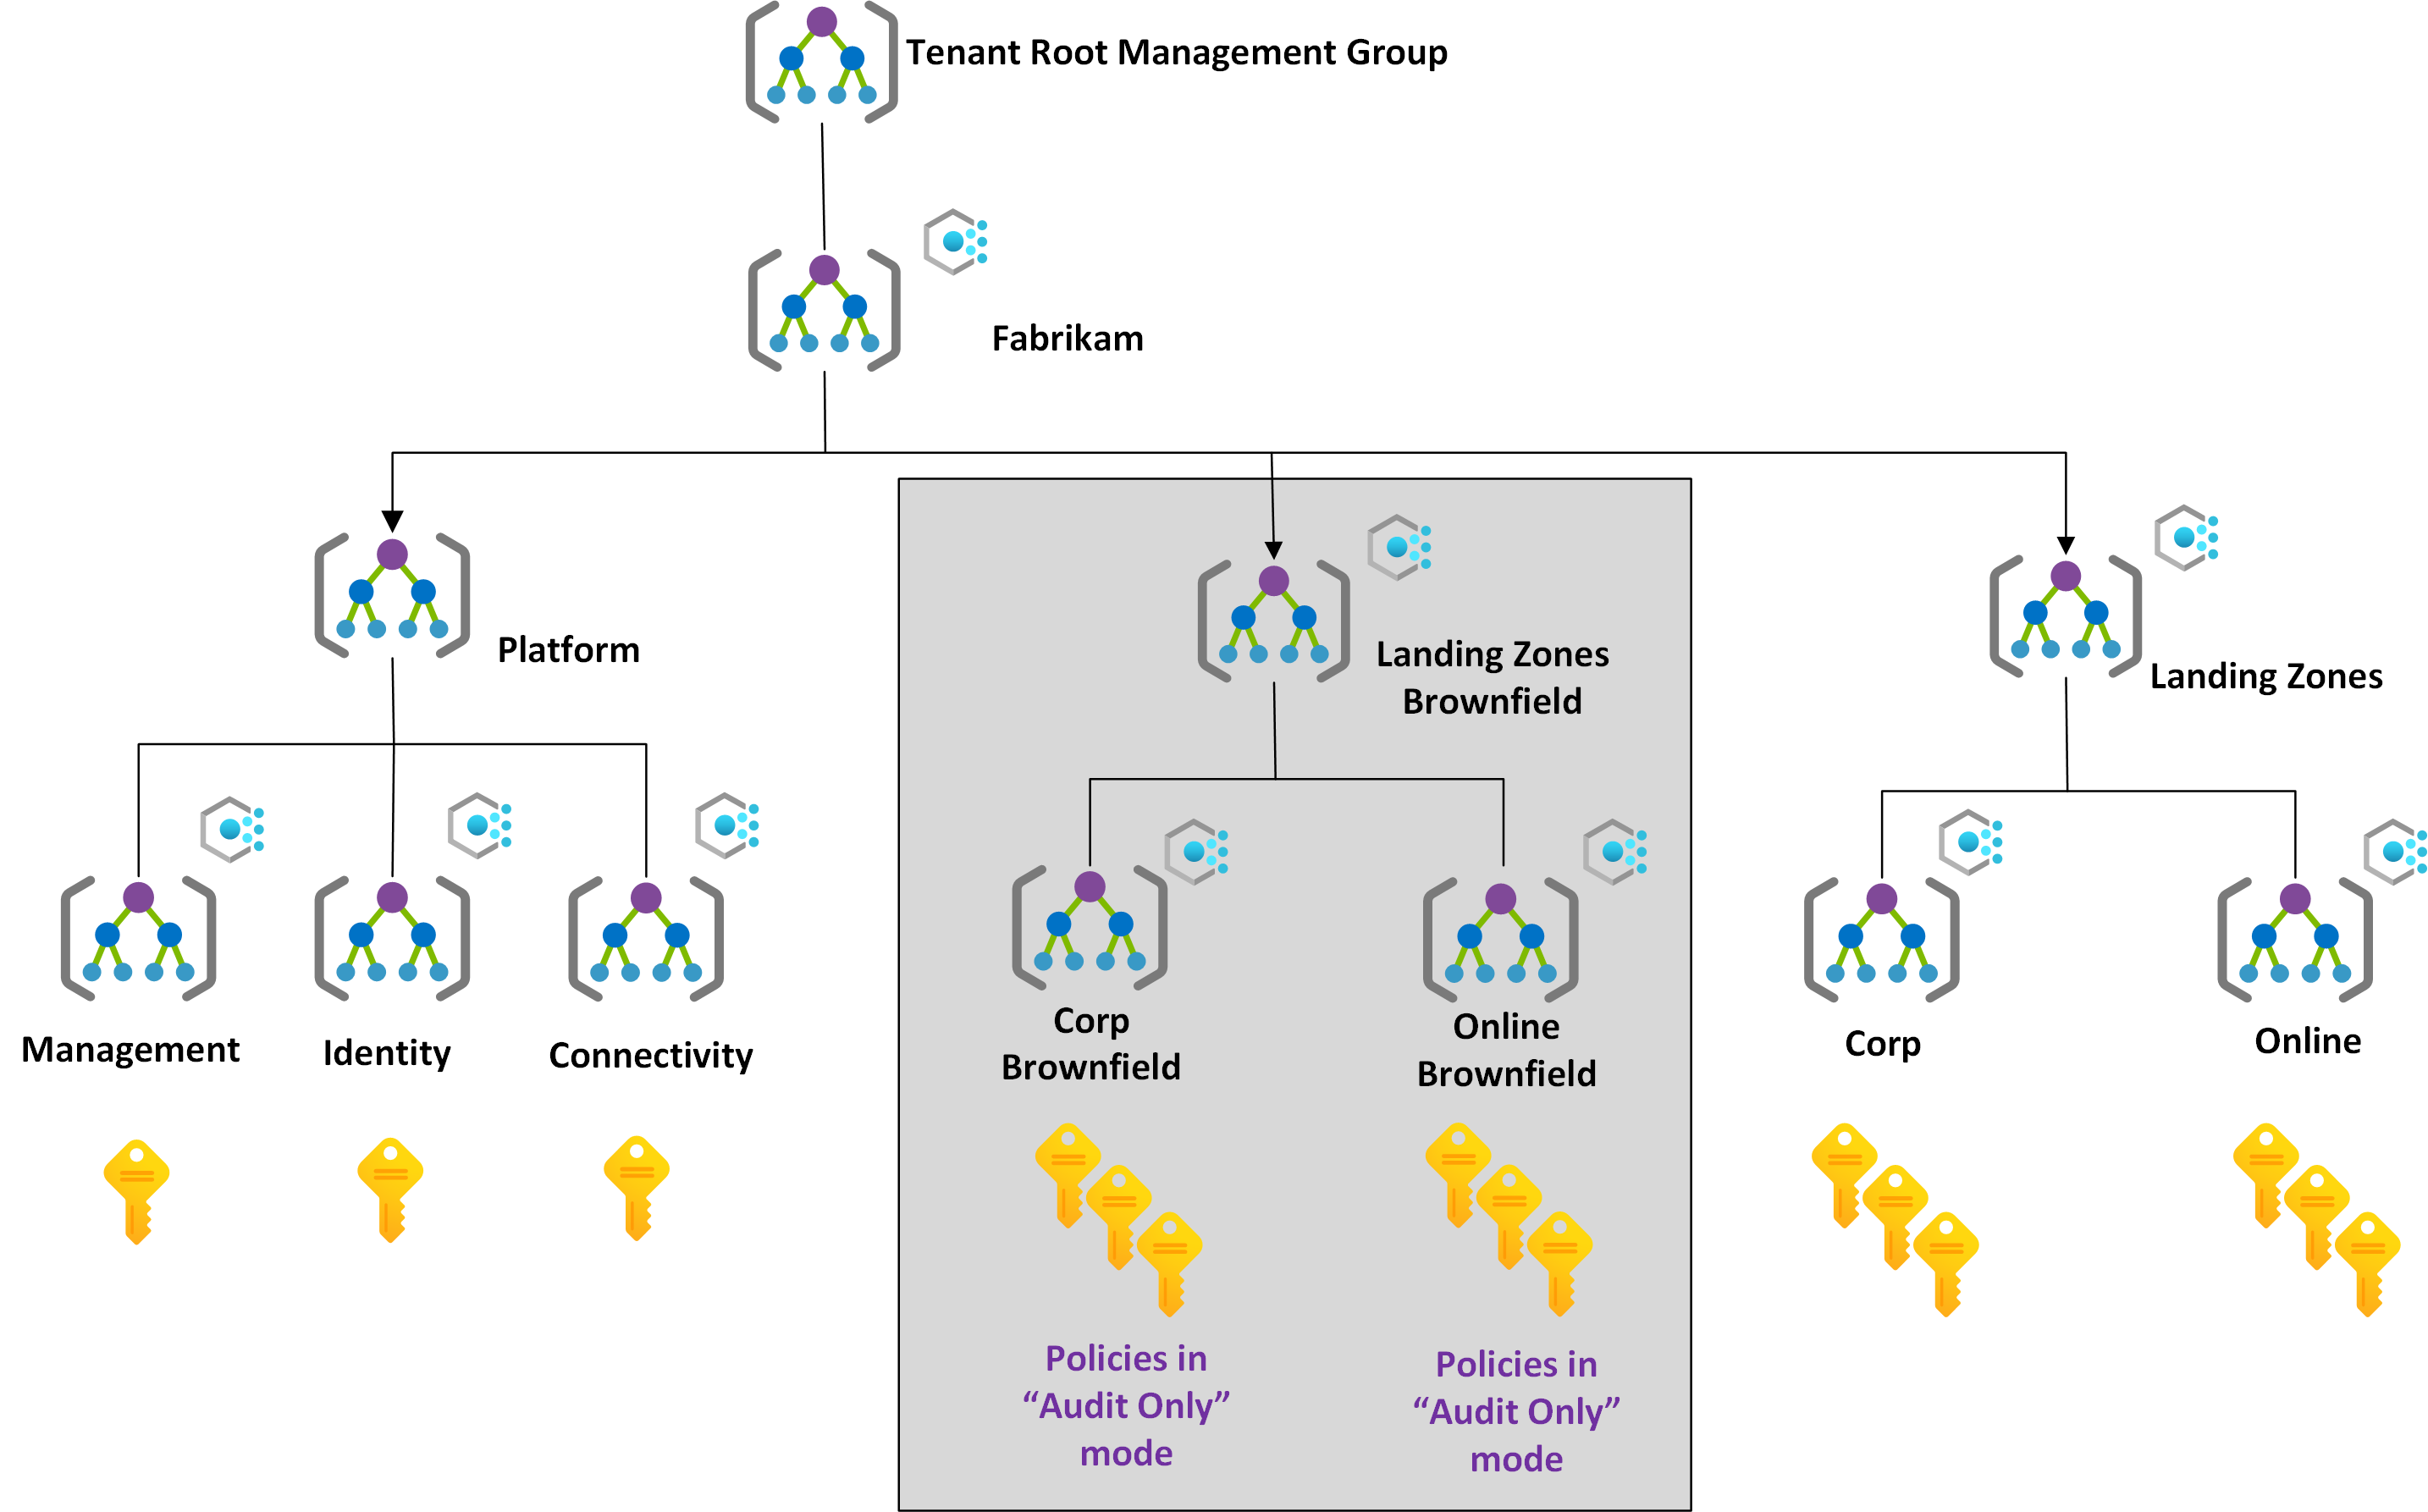 Tenant Root Management Group
Fabrikam
Platform
Landing Zones
Brownfield
Landing Zones
Management
Identity
Connectivity
Corp
Brownfield
Online
Brownfield
Corp
Online
Policies in
“Audit Only”
mode
Policies in
“Audit Only”
mode